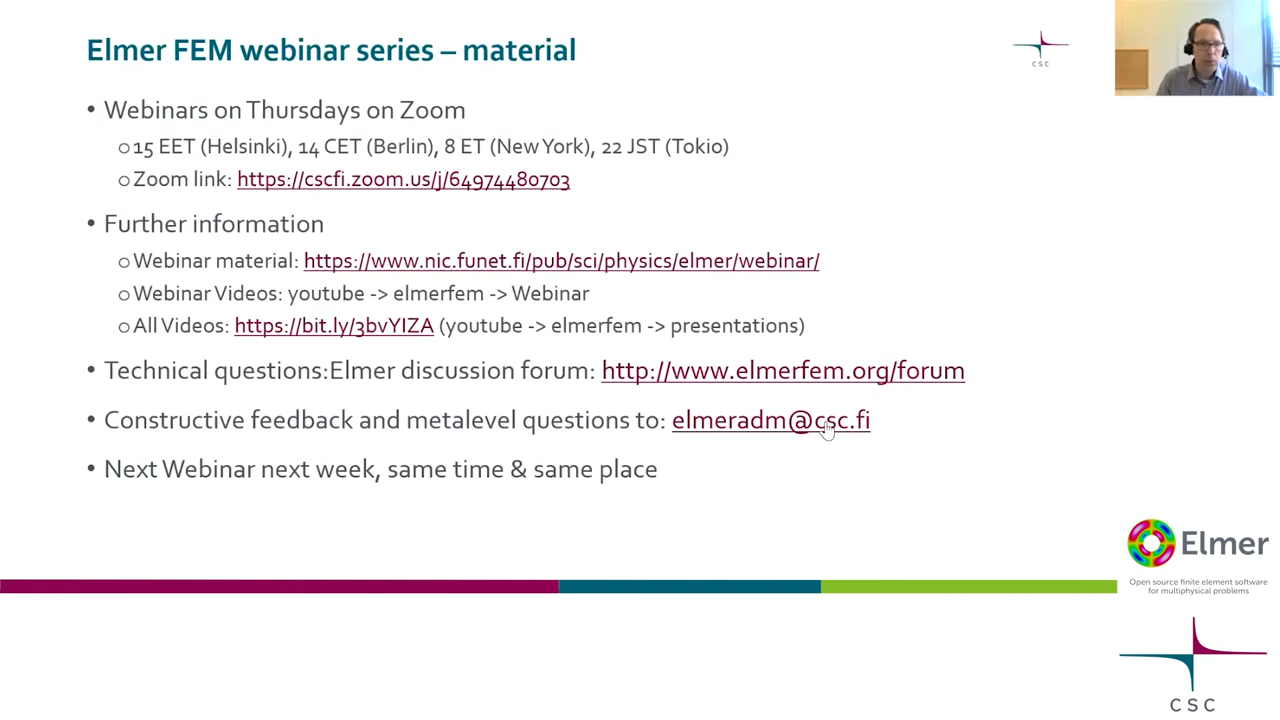 Elmer FEM webinar series – material
CSC
• Webinars on Thursdays on Zoom
o 15 EET (Helsinki), 14 CET (Berlin), 8 ET (New York), 22 JST (Tokio)
o Zoom link: https://cscfi.zoom.us/j/64974480703
• Further information
o Webinar material: https://www.nic.funet.fi/pub/sci/physics/elmer/webinar/
o Webinar Videos: youtube -> elmerfem -> Webinar
o All Videos: https://bit.ly/3bvYIZA (youtube -> elmerfem -> presentations)
• Technical questions:Elmer discussion forum: http://www.elmerfem.org/forum
• Constructive feedback and metalevel questions to: elmeradm@csc.fi
• Next Webinar next week, same time & same place
Elmer
Open source finite element software
for multiphysical problems
CSC